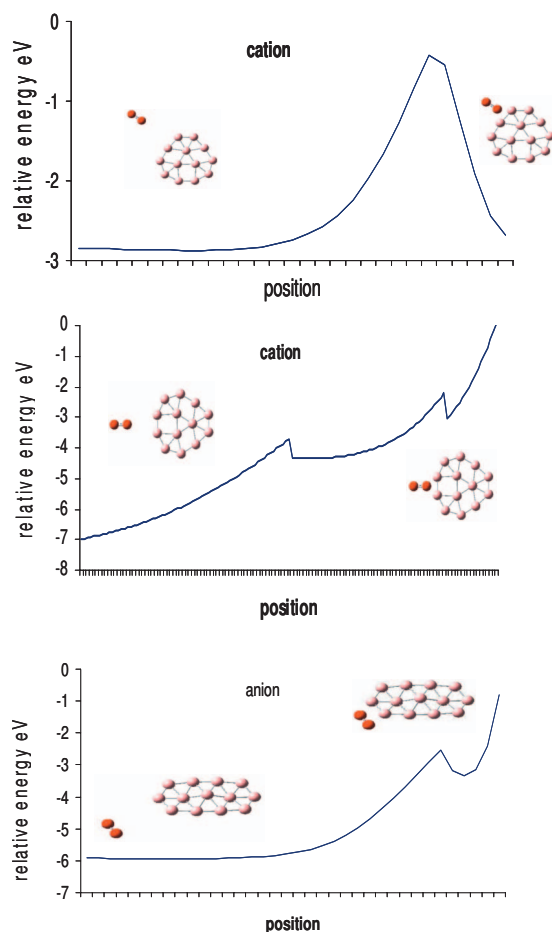 0
cation
-1
-2
-3
relative energy eV
position
0
-1
cation
-2
-3
-4
-5
-6
-7
-8
relative energy eV
position
0
anion
-1
-2
-3
-4
-5
-6
-7
relative energy eV
position